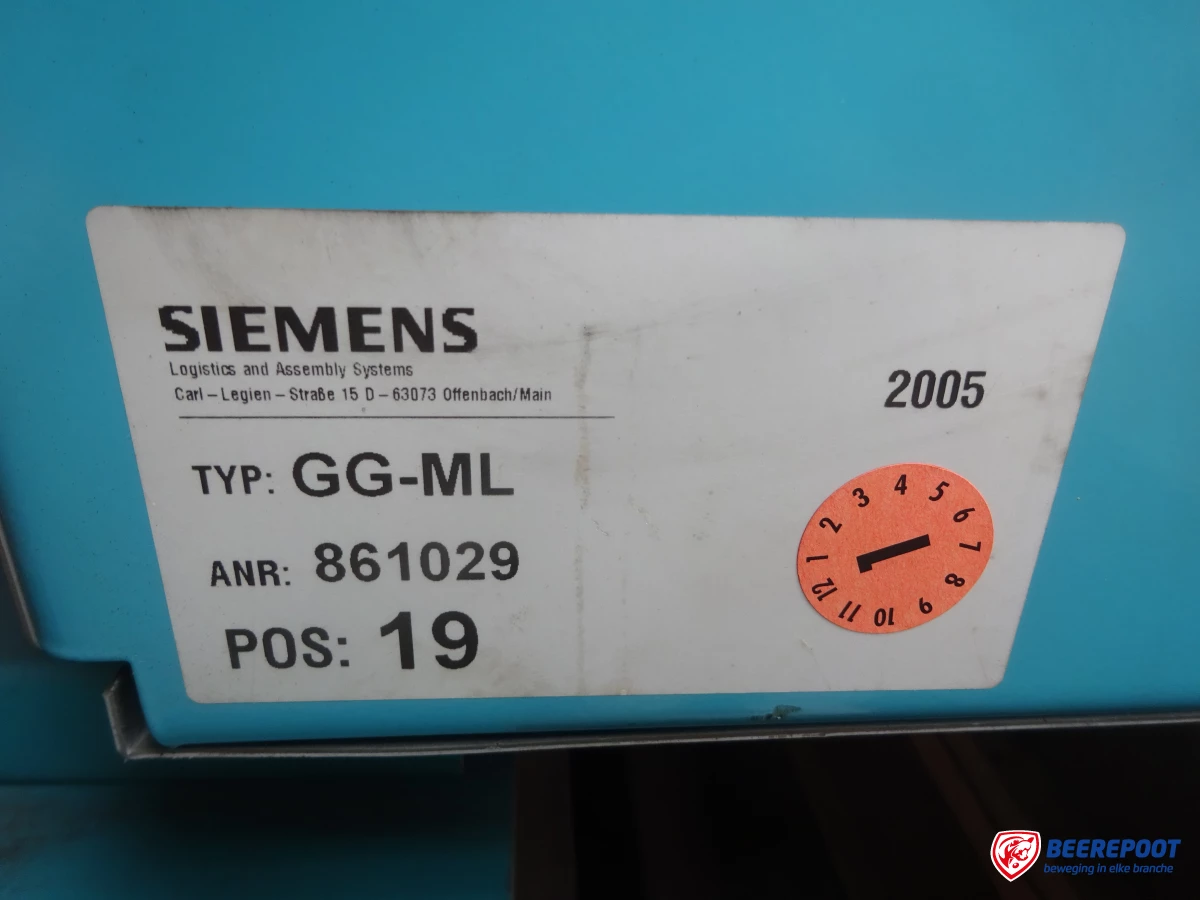 SIEMENS
Logistics and Assembly Systems
Carl – Legien – Straße 15 D – 63073 Offenbach/Main
2005
TYP: GG-ML
ANR: 861029
POS: 19
1 2 3 4 5 6 7 8 9 10 11 12
1
BEEREPOOT
beweging in elke branche